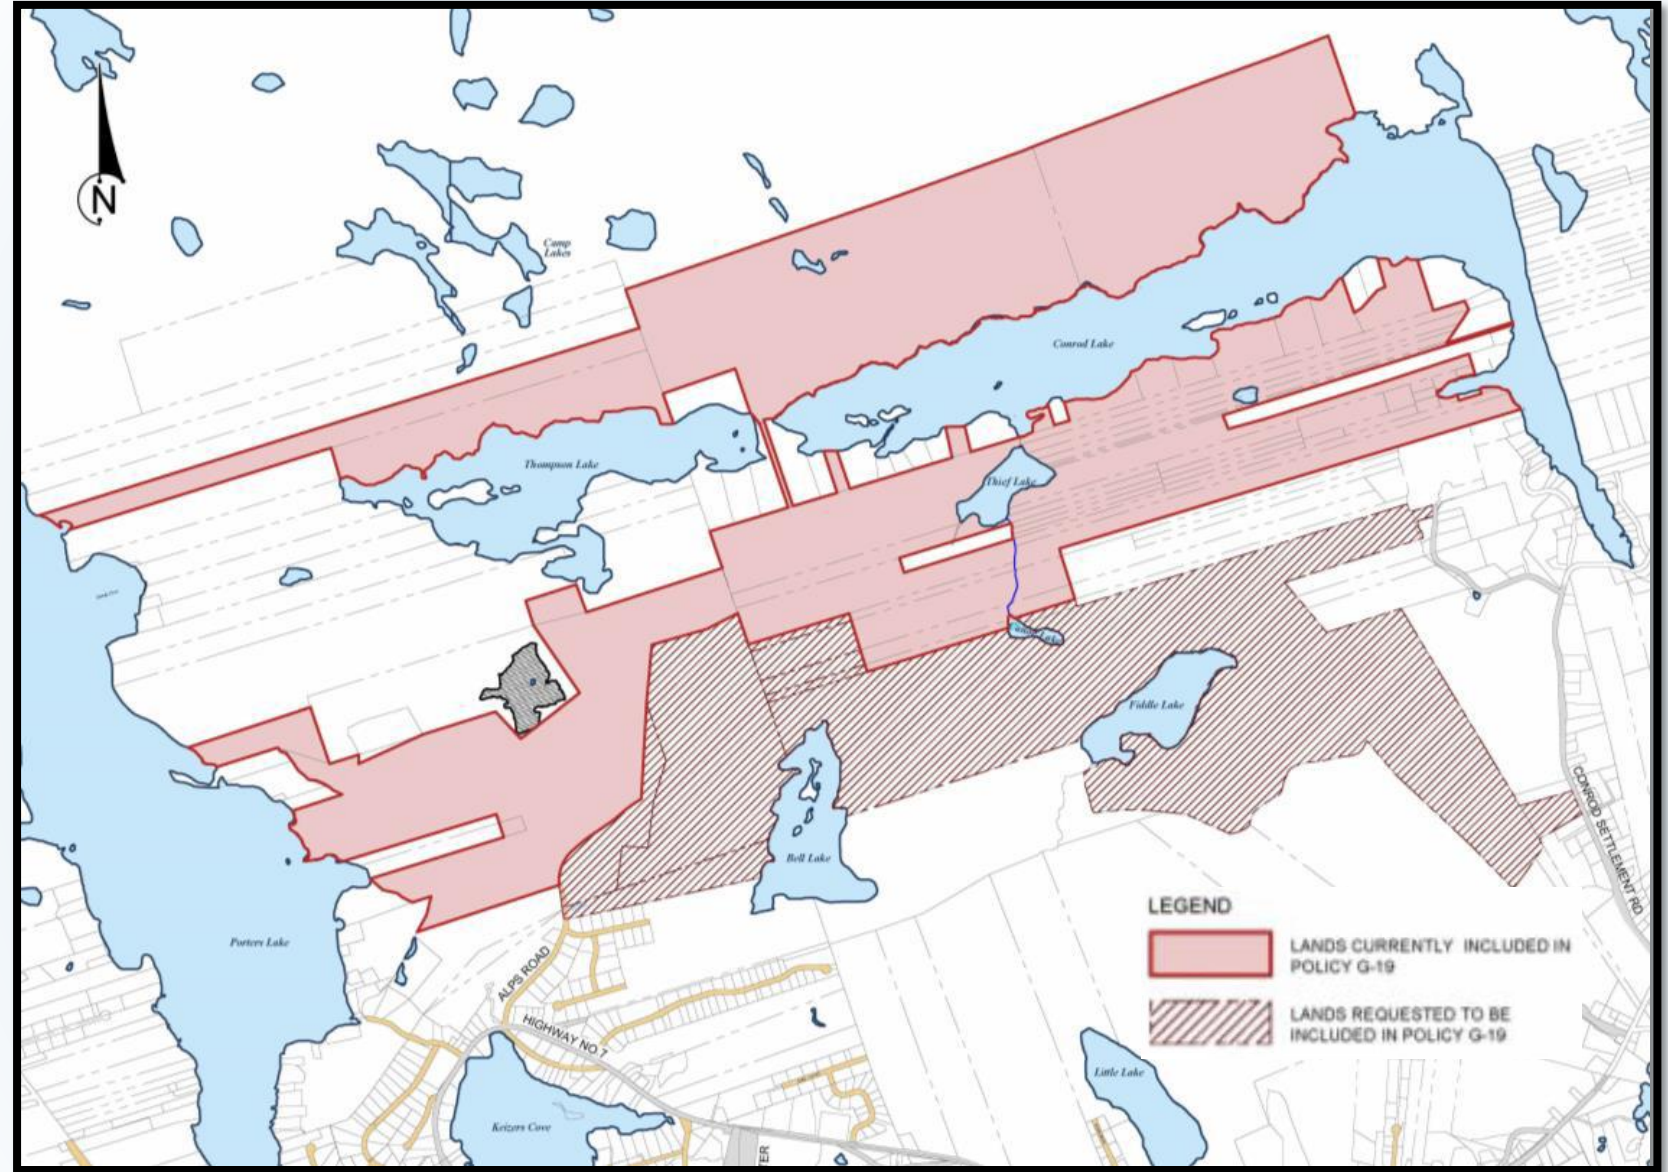 N
Camp
Lakes
Conrod Lake
Thompson Lake
Thief Lake
Fiddle Lake
Bell Lake
Porters Lake
CONROD SETTLEMENT RD
LEGEND
LANDS CURRENTLY INCLUDED IN
POLICY G-19
LANDS REQUESTED TO BE
INCLUDED IN POLICY G-19
ALPS ROAD
HIGHWAY NO.7
Little Lake
Keizers Cove